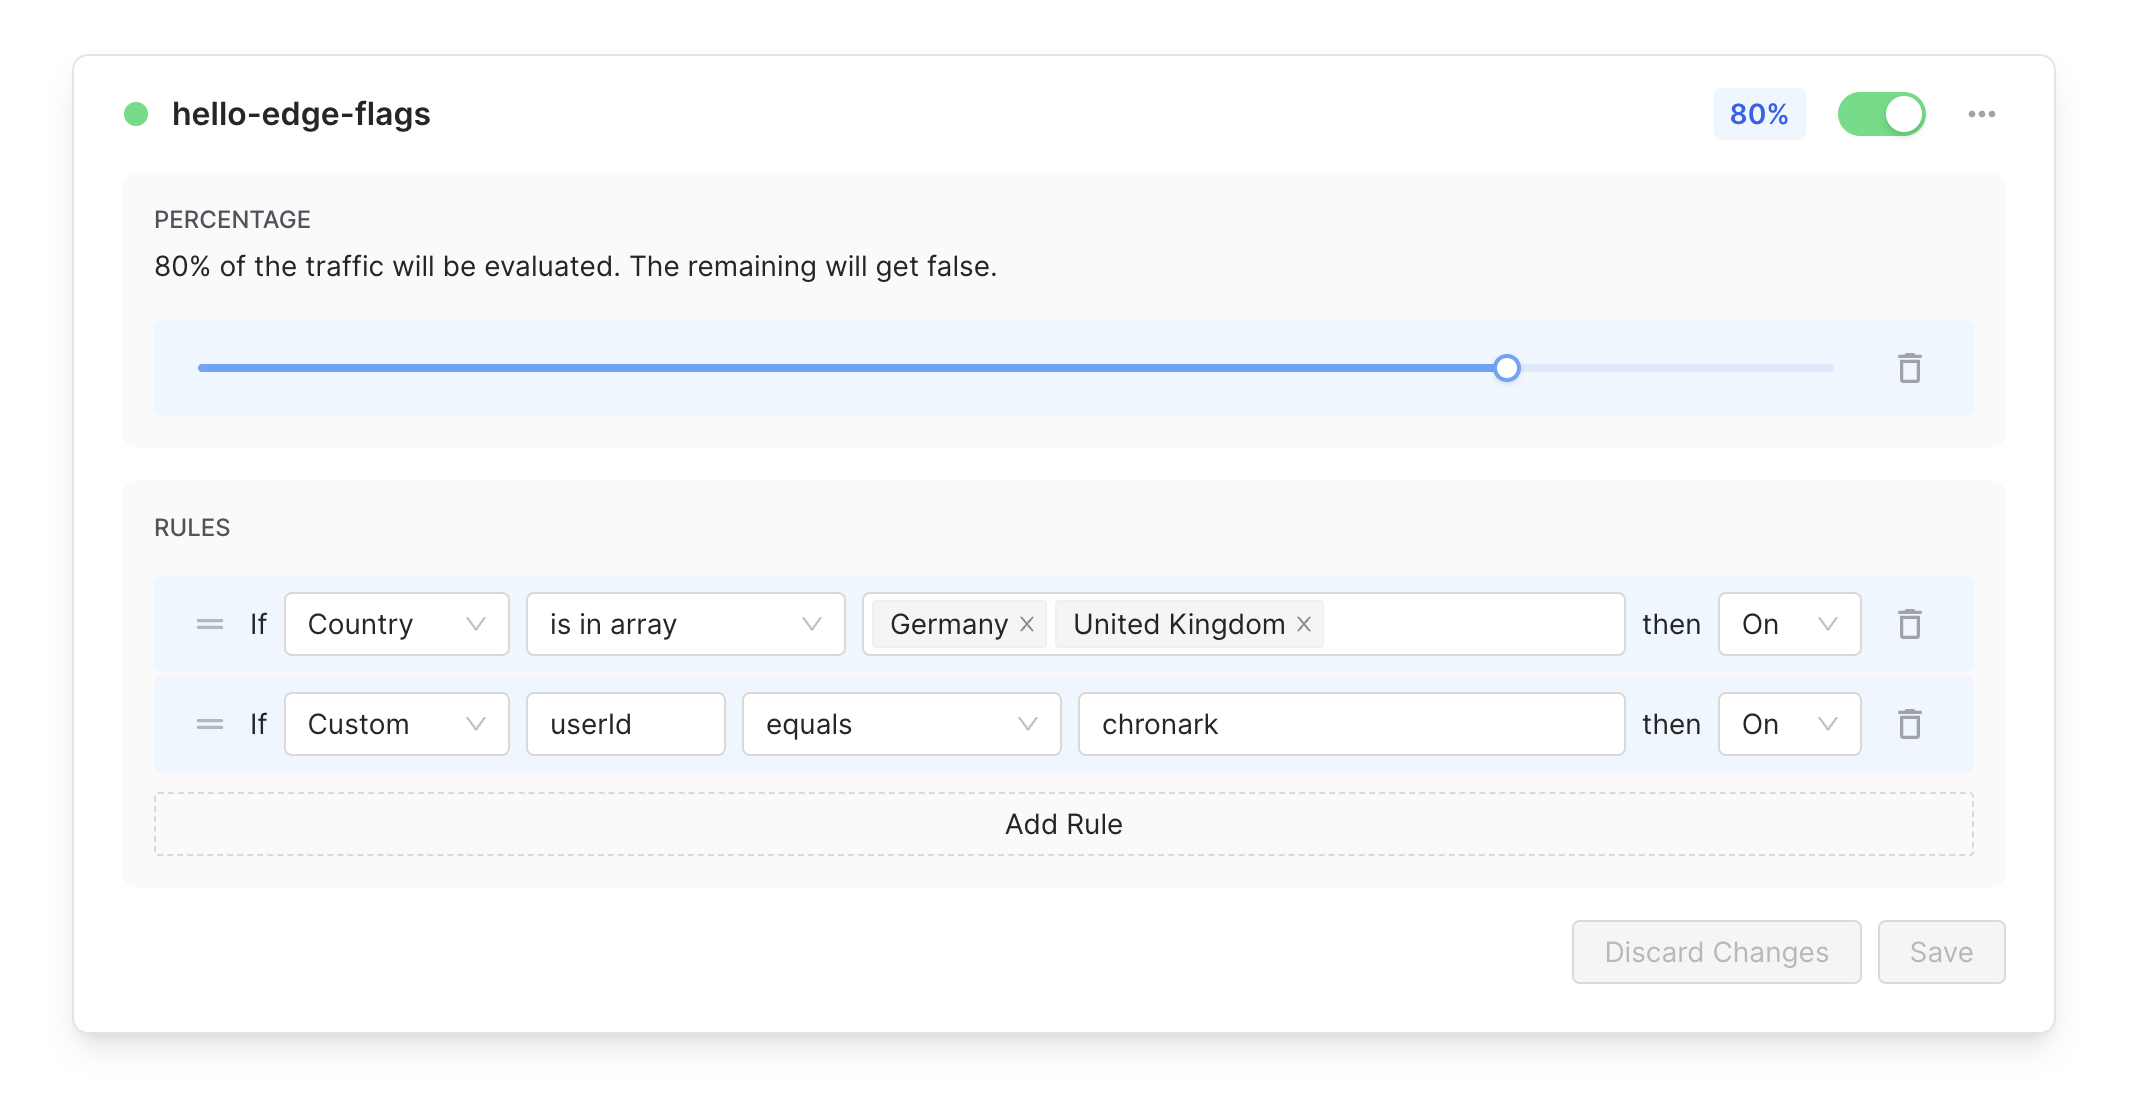 hello-edge-flags 80%
PERCENTAGE
80% of the traffic will be evaluated. The remaining will get false.
RULES
If Country is in array Germany United Kingdom then On
If Custom userId equals chronark then On
Add Rule
Discard Changes Save